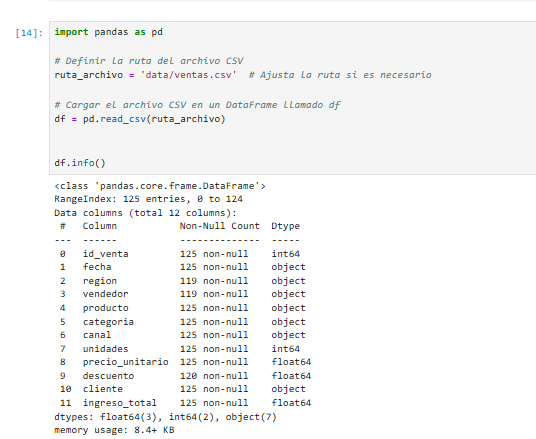 [14]: import pandas as pd
# Definir la ruta del archivo CSV
ruta_archivo = 'data/ventas.csv'  # Ajusta la ruta si es necesario
# Cargar el archivo CSV en un DataFrame llamado df
df = pd.read_csv(ruta_archivo)
df.info()
<class 'pandas.core.frame.DataFrame'>
RangeIndex: 125 entries, 0 to 124
Data columns (total 12 columns):
 #   Column           Non-Null Count  Dtype
---  ------           --------------  -----
 0   id_venta         125 non-null    int64
 1   fecha            125 non-null    object
 2   region           119 non-null    object
 3   vendedor         119 non-null    object
 4   producto         125 non-null    object
 5   categoria        125 non-null    object
 6   canal            125 non-null    object
 7   unidades         125 non-null    int64
 8   precio_unitario  125 non-null    float64
 9   descuento        120 non-null    float64
 10  cliente          125 non-null    object
 11  ingreso_total    125 non-null    float64
dtypes: float64(3), int64(2), object(7)
memory usage: 8.4+ KB